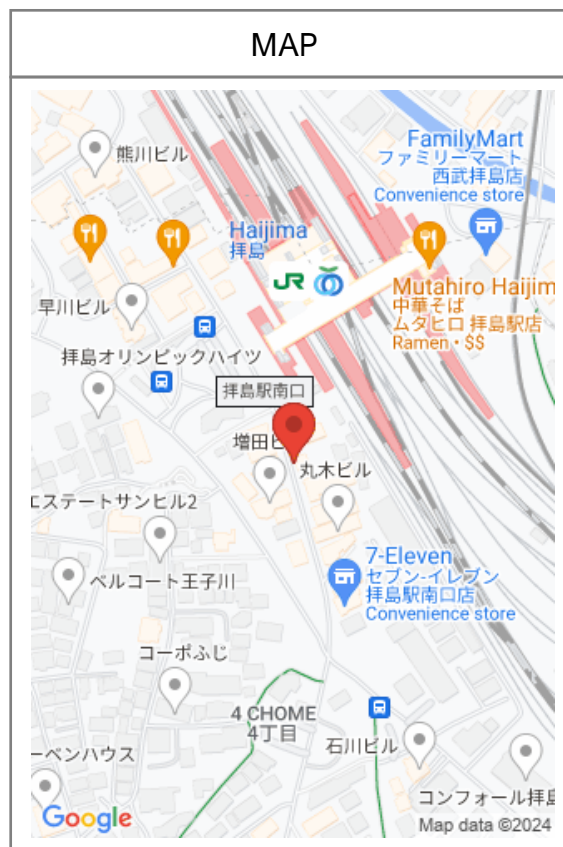 MAP
熊川ビル
FamilyMart
ファミリーマート
西武拝島店
Convenience store
Haijima
拝島
JR
Mutahiro Haijim
中華そば
ムタヒロ 拝島駅店
Ramen・$$
早川ビル
拝島オリンピックハイツ
拝島駅南口
増田ビ
丸木ビル
エステートサンヒル2
7-Eleven
セブン-イレブン
拝島駅南口店
Convenience store
ベルコート王子川
コーポふじ
4 CHOME
4丁目
石川ビル
ーベンハウス
コンフォール拝島
Google
Map data ©2024